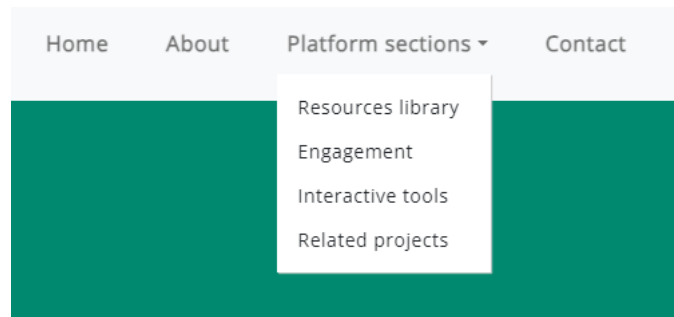 Home About Platform sections Contact
Resources library
Engagement
Interactive tools
Related projects